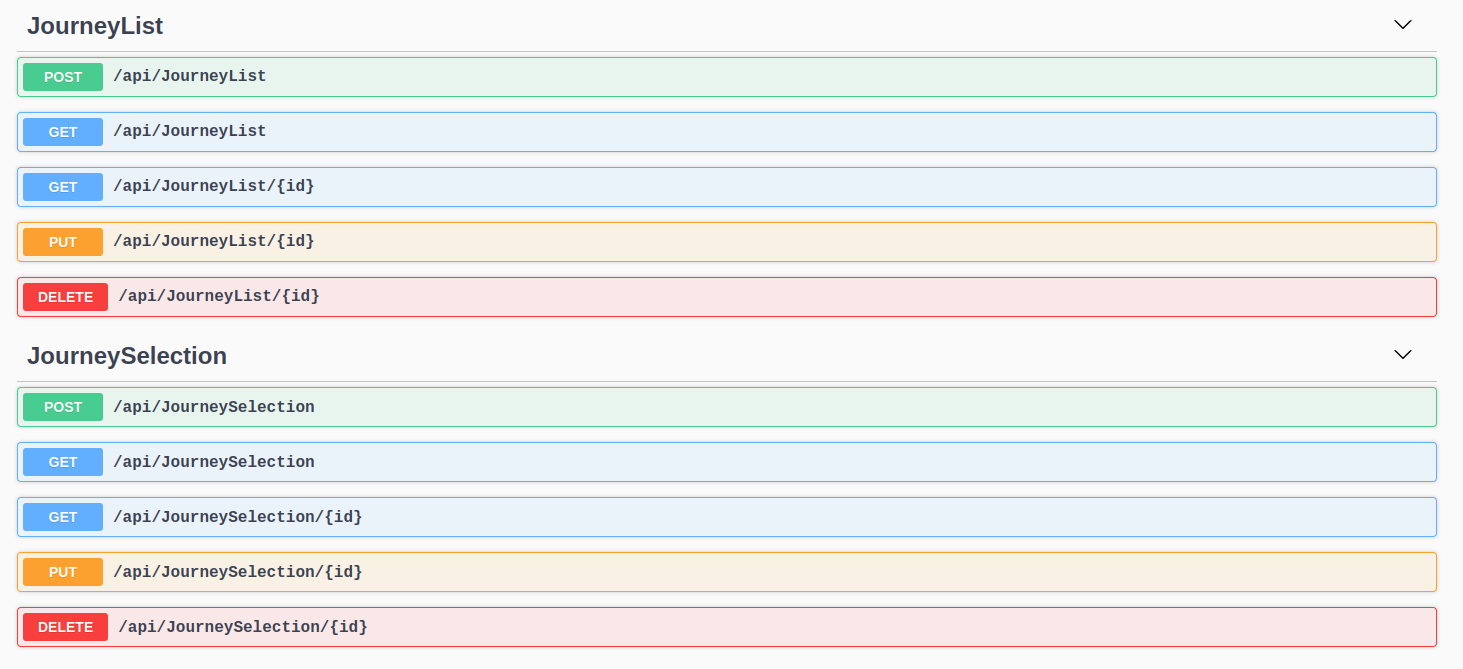 JourneyList
POST /api/JourneyList
GET /api/JourneyList
GET /api/JourneyList/{id}
PUT /api/JourneyList/{id}
DELETE /api/JourneyList/{id}
JourneySelection
POST /api/JourneySelection
GET /api/JourneySelection
GET /api/JourneySelection/{id}
PUT /api/JourneySelection/{id}
DELETE /api/JourneySelection/{id}